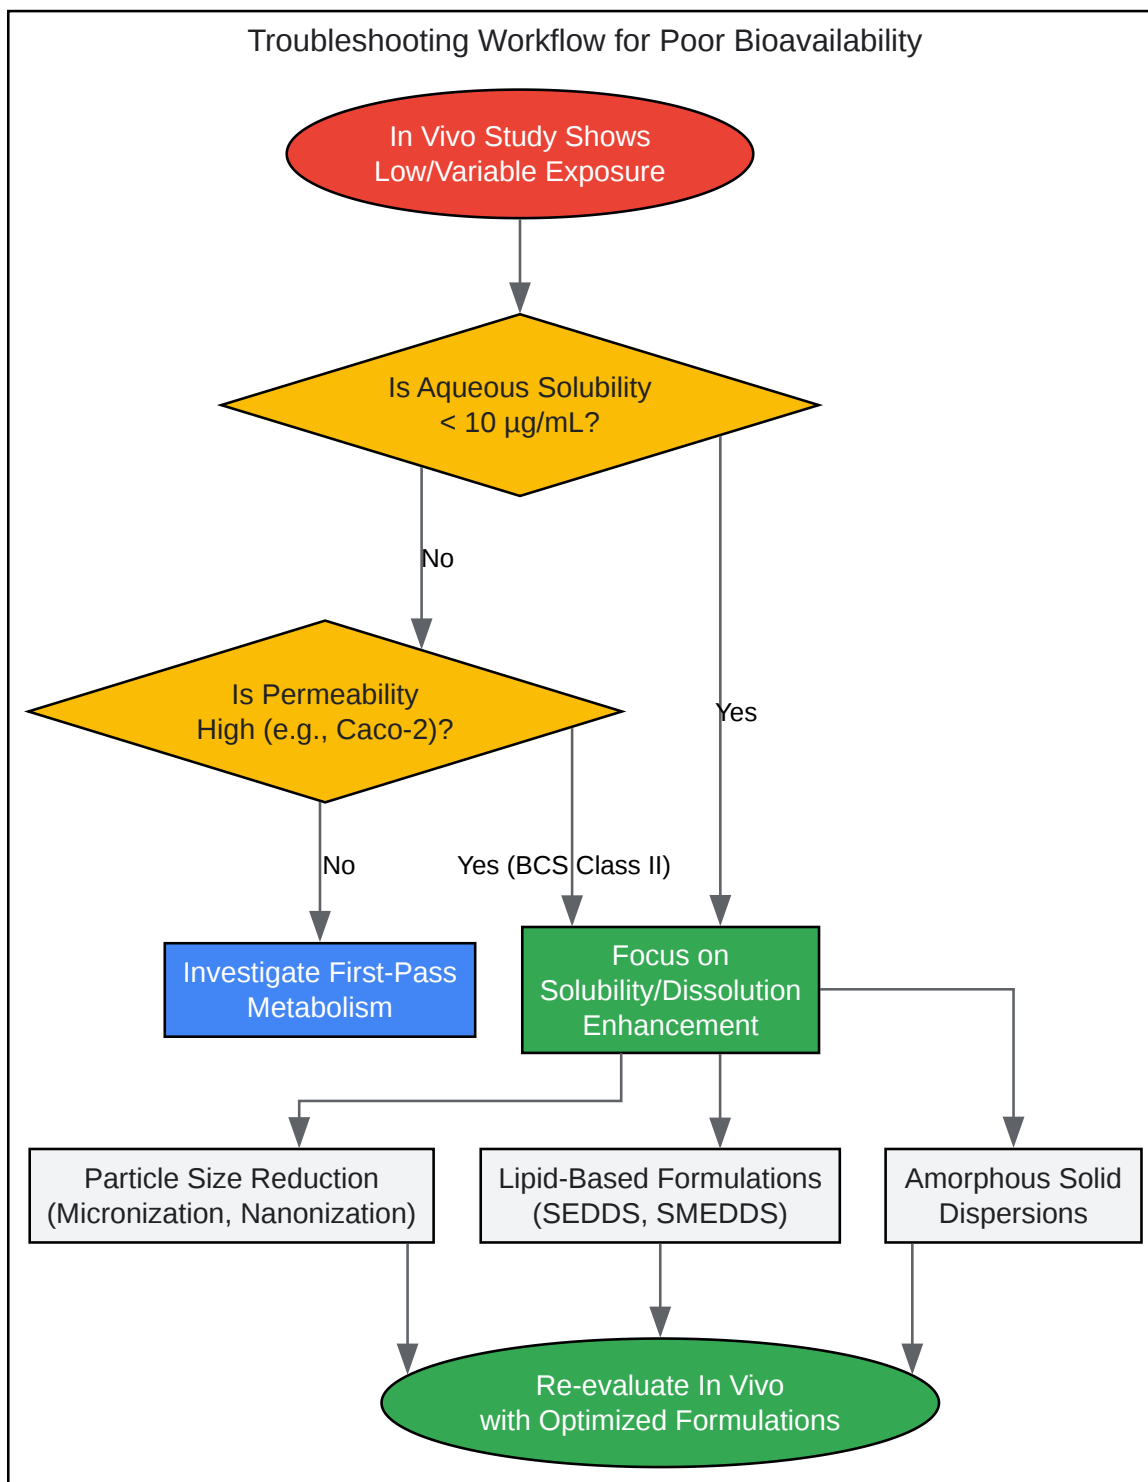 Troubleshooting Workflow for Poor Bioavailability
In Vivo Study Shows
Low/Variable Exposure
Is Aqueous Solubility
< 10 µg/mL?
No
Yes
Is Permeability
High (e.g., Caco-2)?
No
Yes (BCS Class II)
Investigate First-Pass
Metabolism
Focus on
Solubility/Dissolution
Enhancement
Particle Size Reduction
(Micronization, Nanonization)
Lipid-Based Formulations
(SEDDS, SMEDDS)
Amorphous Solid
Dispersions
Re-evaluate In Vivo
with Optimized Formulations